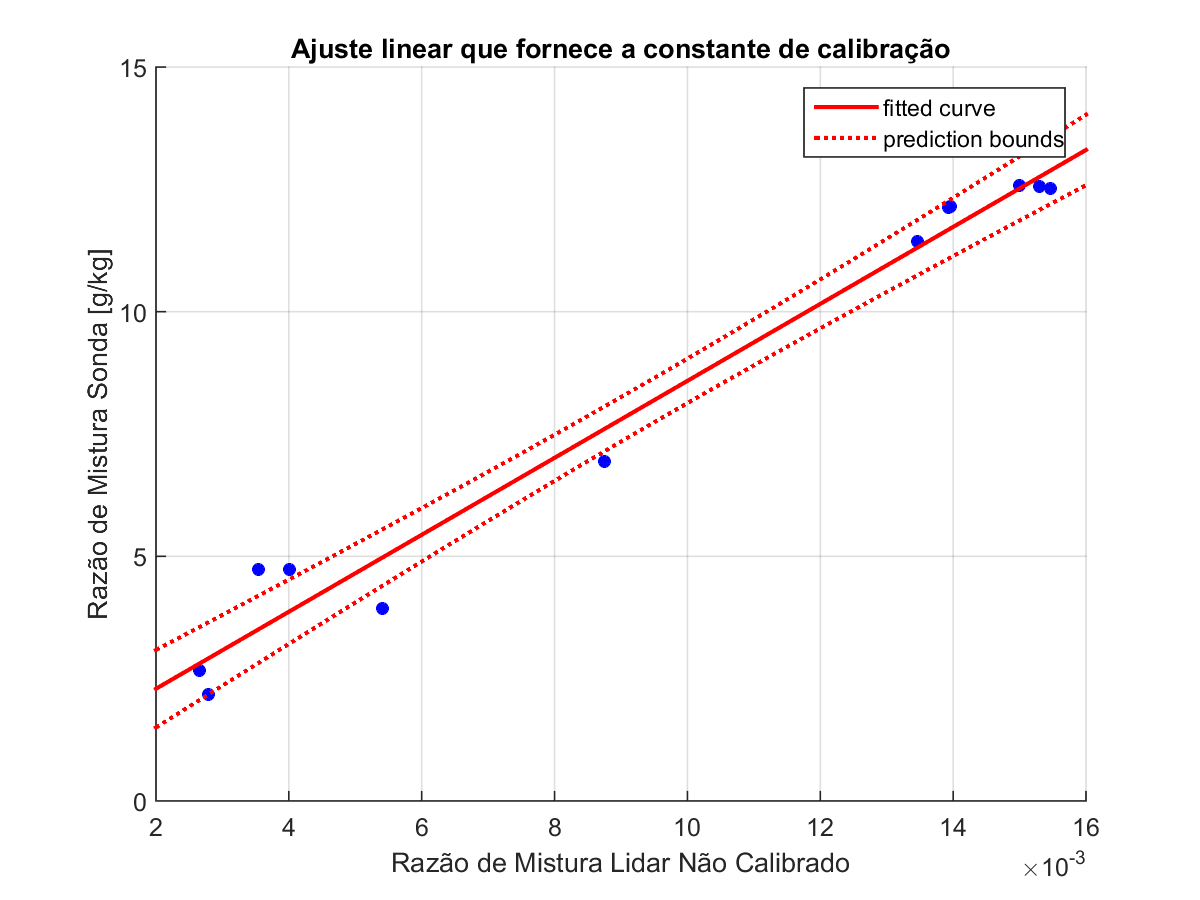 Ajuste linear que fornece a constante de calibração
fitted curve
prediction bounds
Razão de Mistura Sonda [g/kg]
15
10
5
0
2 4 6 8 10 12 14 16
Razão de Mistura Lidar Não Calibrado
×10-3